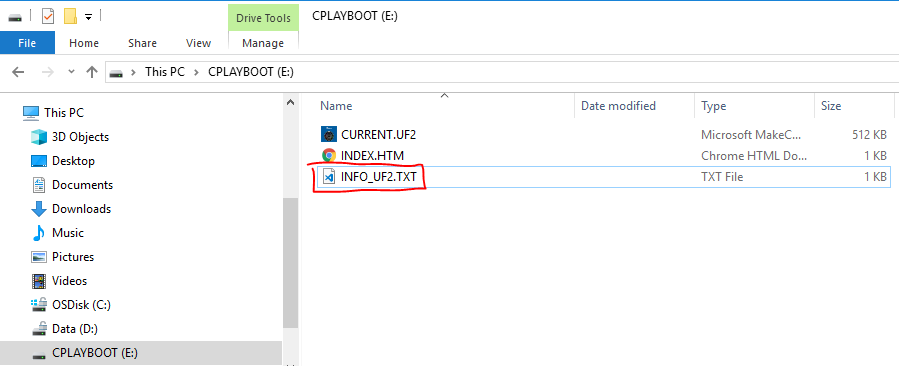 Drive Tools CPLAYBOOT (E:)
File Home Share View Manage
This PC CPLAYBOOT (E:)
This PC
3D Objects
Desktop
Documents
Downloads
Music
Pictures
Videos
OSDisk (C:)
Data (D:)
CPLAYBOOT (E:)
Name Date modified Type Size
CURRENT.UF2 Microsoft MakeC... 512 KB
INDEX.HTM Chrome HTML Do... 1 KB
INFO_UF2.TXT TXT File 1 KB